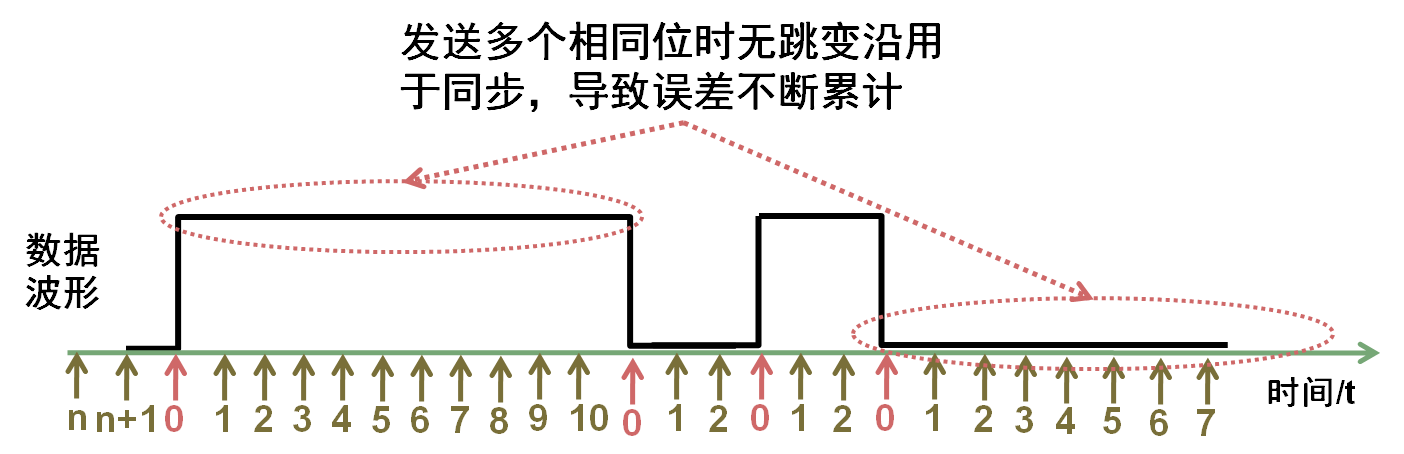 发送多个相同位时无跳变沿用
于同步，导致误差不断累计
数据
波形
时间/t
n n+1 0 1 2 3 4 5 6 7 8 9 10 0 1 2 0 1 2 0 1 2 3 4 5 6 7